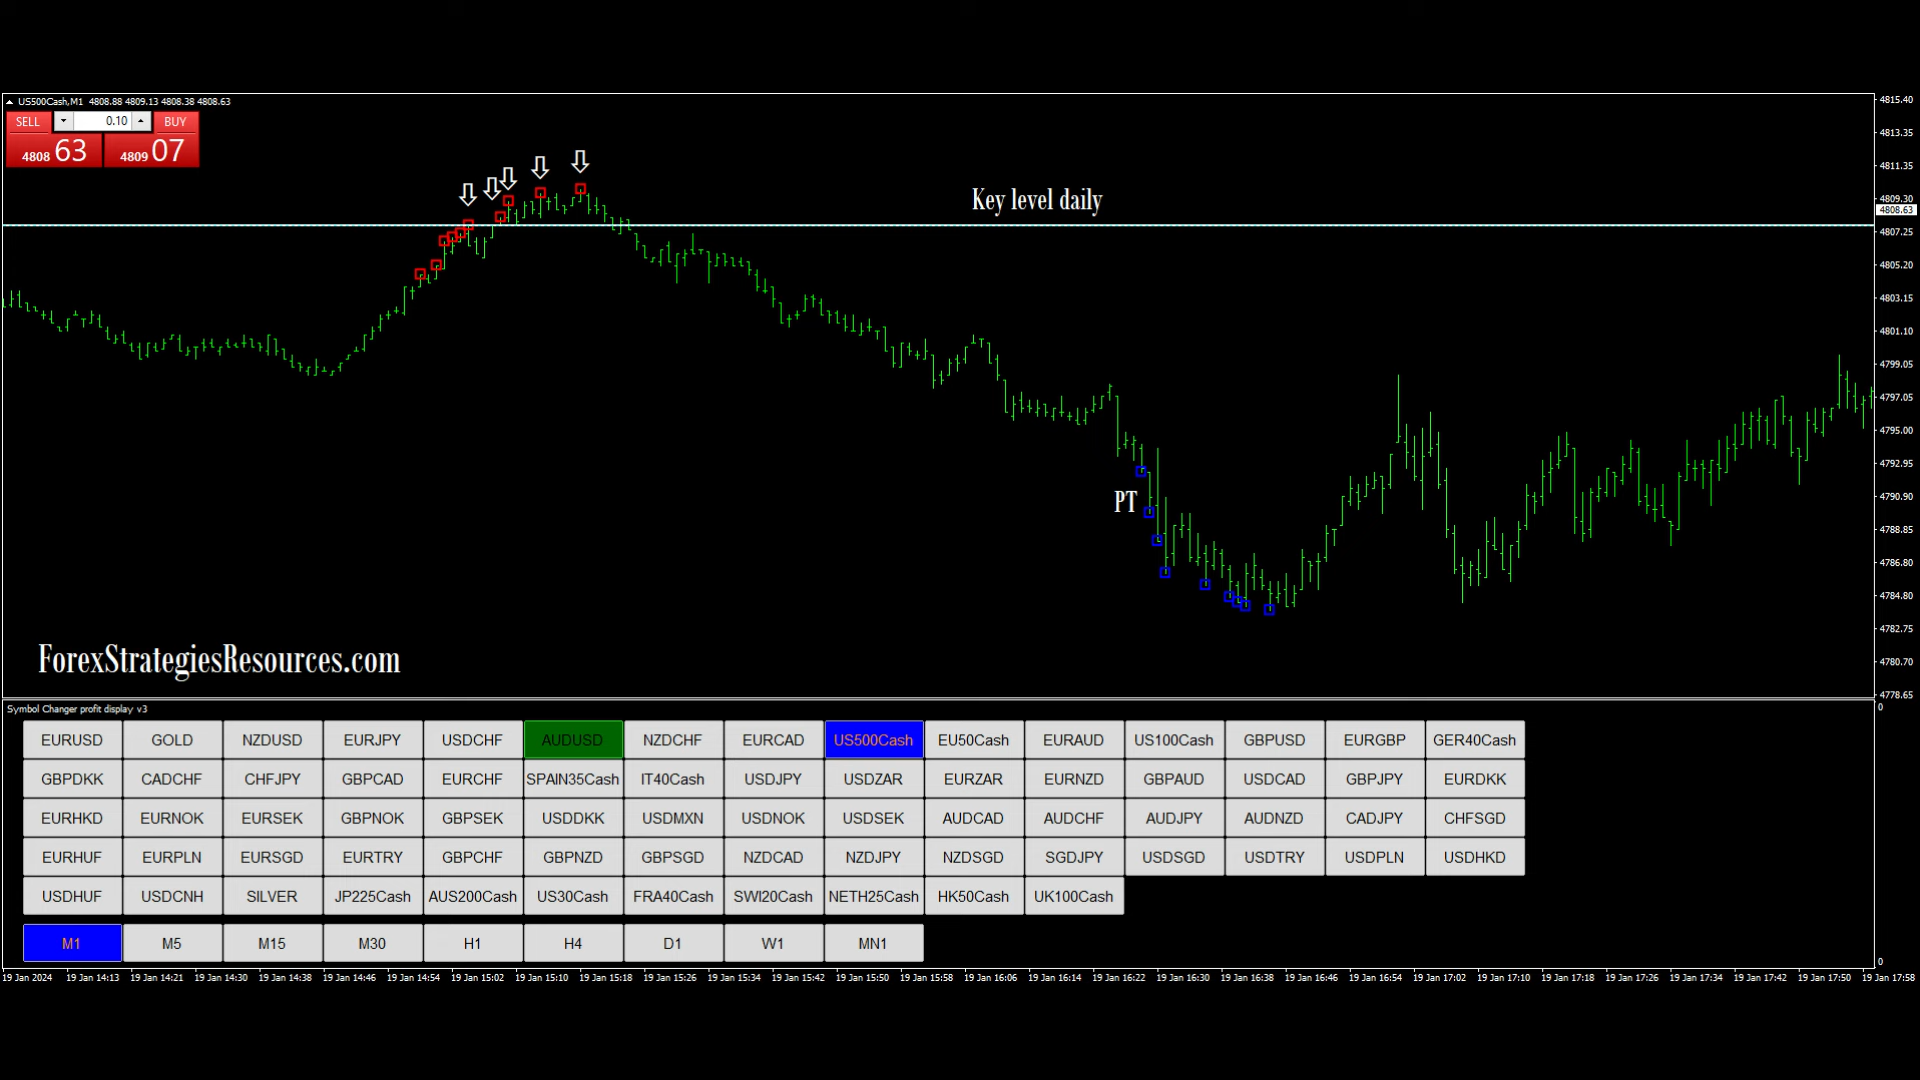 US500Cash,M1 4808.88 4809.13 4808.38 4808.63
SELL 0.10 BUY
4808 63 4809 07
Key level daily
PT
ForexStrategiesResources.com
4815.40
4813.35
4811.35
4809.30
4808.63
4807.25
4805.20
4803.15
4801.10
4799.05
4797.05
4795.00
4792.95
4790.90
4788.85
4786.80
4784.80
4782.75
4780.70
4778.65
Symbol Changer profit display v3
0
EURUSD GOLD NZDUSD EURJPY USDCHF AUDUSD NZDCHF EURCAD US500Cash EU50Cash EURAUD US100Cash GBPUSD EURGBP GER40Cash
GBPDKK CADCHF CHFJPY GBPCAD EURCHF SPAIN35Cash IT40Cash USDJPY USDZAR EURZAR EURNZD GBPAUD USDCAD GBPJPY EURDKK
EURHKD EURNOK EURSEK GBPNOK GBPSEK USDDKK USDMXN USDNOK USDSEK AUDCAD AUDCHF AUDJPY AUDNZD CADJPY CHFSGD
EURHUF EURPLN EURSGD EURTRY GBPCHF GBPNZD GBPSGD NZDCAD NZDJPY NZDSGD SGDJPY USDSGD USDTRY USDPLN USDHKD
USDHUF USDCNH SILVER JP225Cash AUS200Cash US30Cash FRA40Cash SWI20Cash NETH25Cash HK50Cash UK100Cash
M1 M5 M15 M30 H1 H4 D1 W1 MN1
0
19 Jan 2024 19 Jan 14:13 19 Jan 14:21 19 Jan 14:30 19 Jan 14:38 19 Jan 14:46 19 Jan 14:54 19 Jan 15:02 19 Jan 15:10 19 Jan 15:18 19 Jan 15:26 19 Jan 15:34 19 Jan 15:42 19 Jan 15:50 19 Jan 15:58 19 Jan 16:06 19 Jan 16:14 19 Jan 16:22 19 Jan 16:30 19 Jan 16:38 19 Jan 16:46 19 Jan 16:54 19 Jan 17:02 19 Jan 17:10 19 Jan 17:18 19 Jan 17:26 19 Jan 17:34 19 Jan 17:42 19 Jan 17:50 19 Jan 17:58